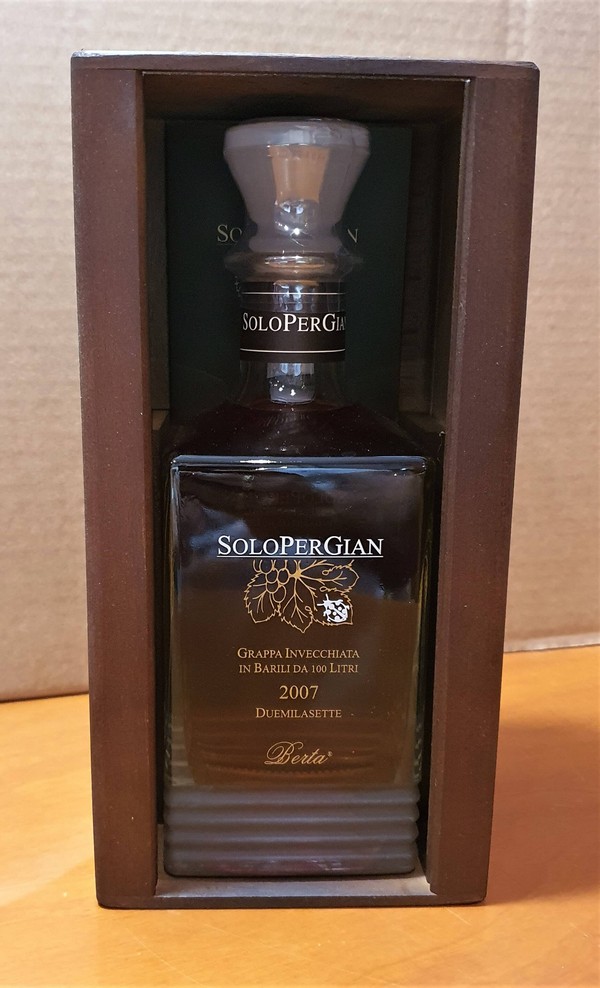 SOLOPERGIAN
SOLOPERGIAN
GRAPPA INVECCHIATA
IN BARILI DA 100 LITRI
2007
DUEMILASETTE
Berta®